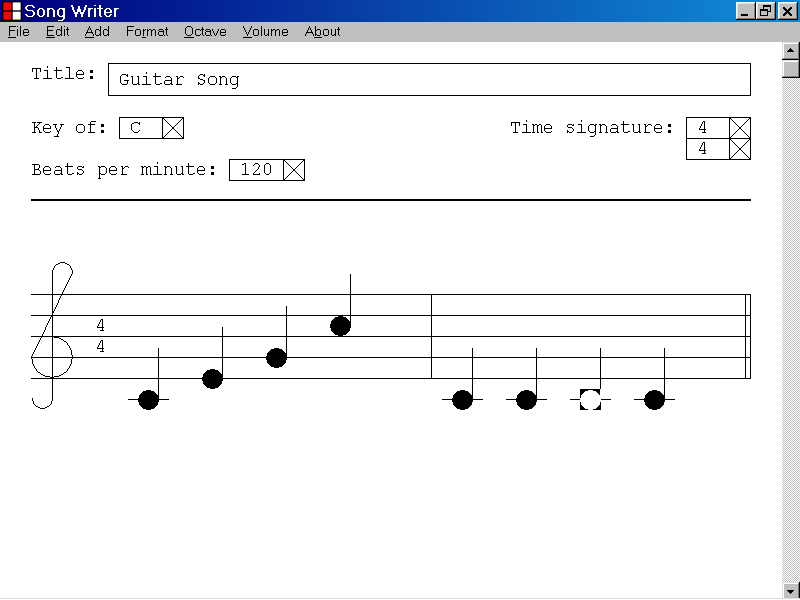 Song Writer
File Edit Add Format Octave Volume About
Title: Guitar Song
Key of: C Time signature: 4
4
Beats per minute: 120
4
4